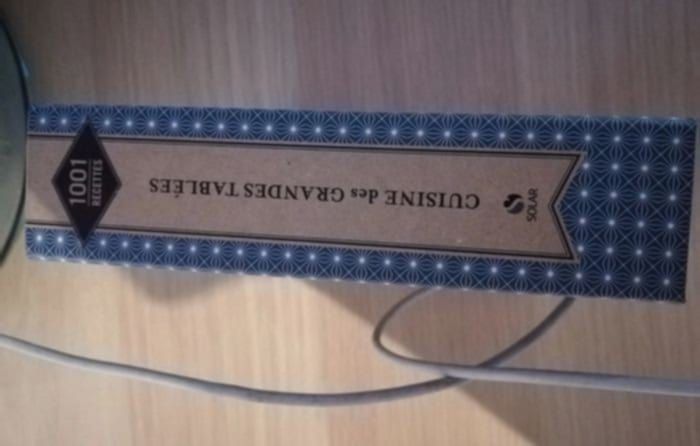 1001
RECETTES
CUISINE des GRANDES TABLÉES
SOLAR